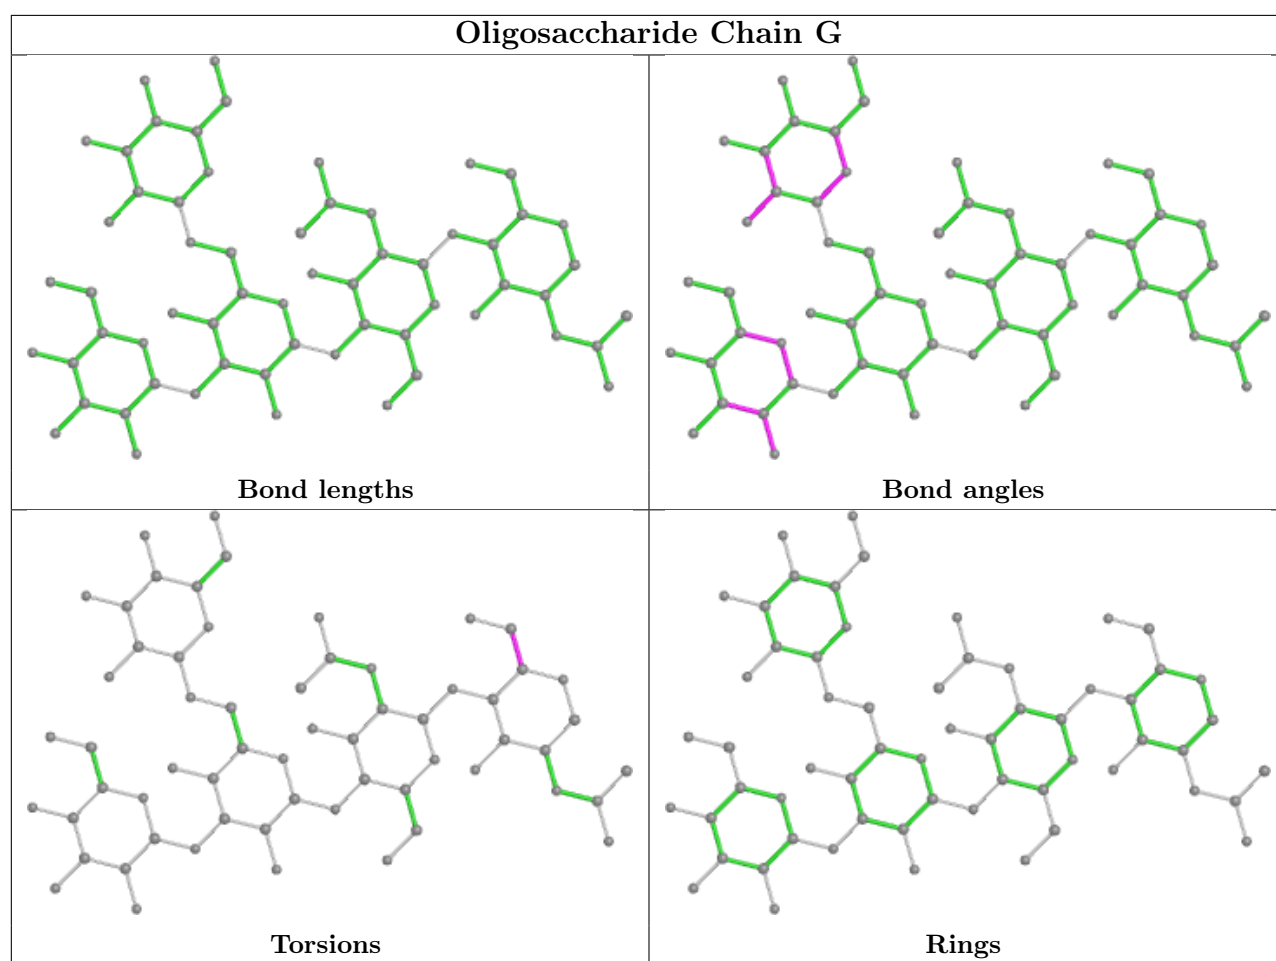 Oligosaccharide Chain G
Bond lengths
Bond angles
Torsions
Rings